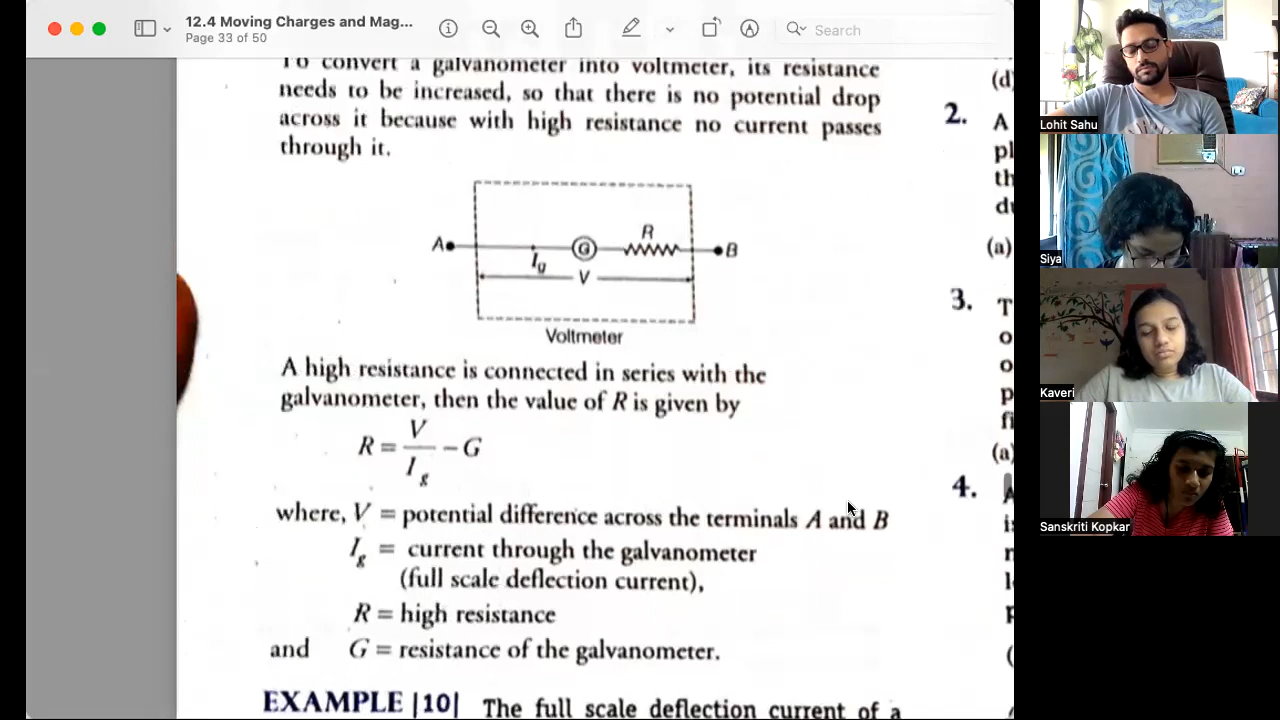 12.4 Moving Charges and Mag...
Page 33 of 50
Search
To convert a galvanometer into voltmeter, its resistance
needs to be increased, so that there is no potential drop
across it because with high resistance no current passes
through it.
A
G
R
B
Ig
V
Voltmeter
A high resistance is connected in series with the
galvanometer, then the value of R is given by
R = V/Ig − G
where, V = potential difference across the terminals A and B
Ig = current through the galvanometer
(full scale deflection current),
R = high resistance
and G = resistance of the galvanometer.
EXAMPLE |10| The full scale deflection current of a
(d)
2. A
pl
th
d
(a)
3. T
o
o
p
fi
(a)
4. A
i
r
l
p
(
Lohit Sahu
Siya
Kaveri
Sanskriti Kopkar